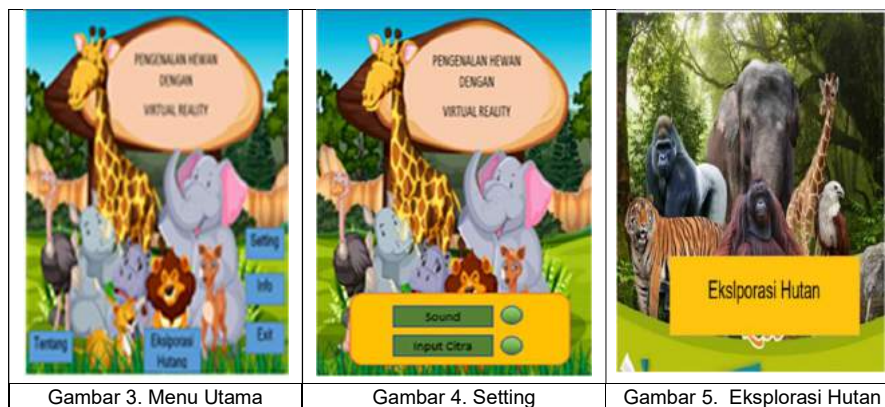 PENGENALAN HEWAN
DENGAN
VIRTUAL REALITY
Setting
Info
Exit
Tentang
Ekslporasi
Hutang
Gambar 3. Menu Utama
PENGENALAN HEWAN
DENGAN
VIRTUAL REALITY
Sound
Input Citra
Gambar 4. Setting
Ekslporasi Hutan
Gambar 5. Eksplorasi Hutan